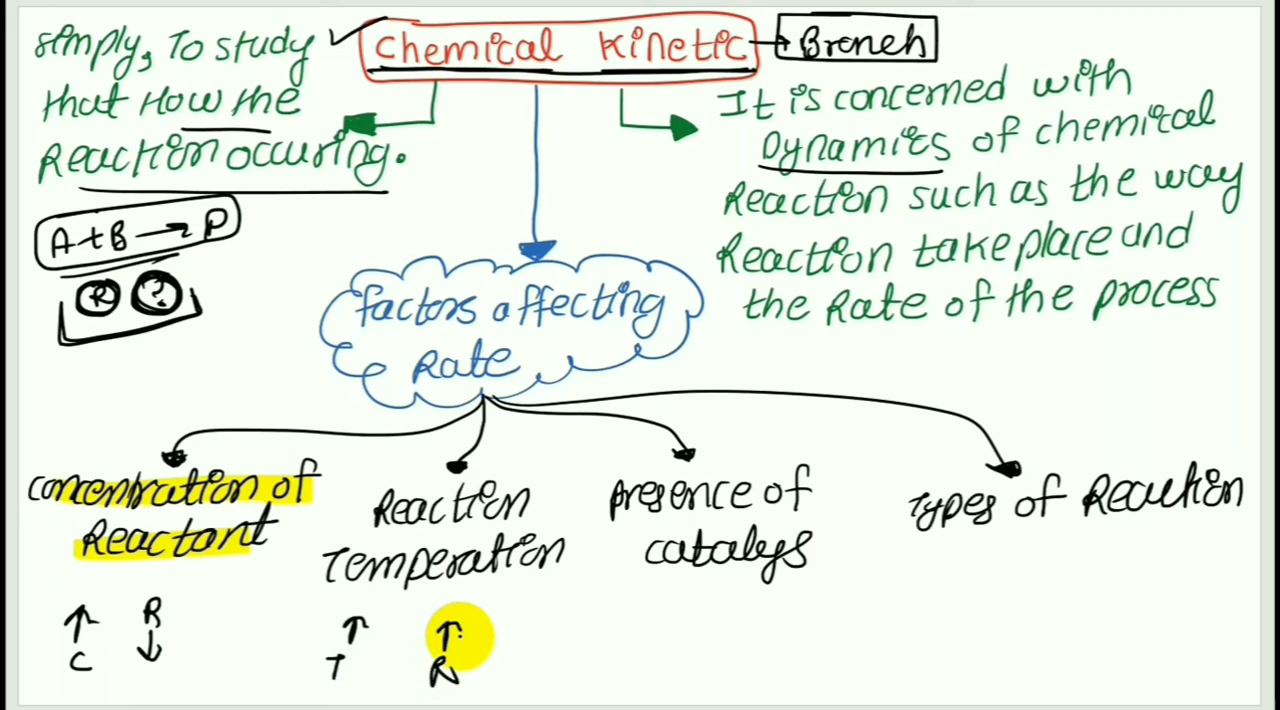 simply, To study
that How the
Reaction occuring.
Chemical Kinetic → Branch
It is concerned with
Dynamics of chemical
Reaction such as the way
Reaction take place and
the Rate of the process
A+B → P
R ?
factors affecting
Rate
concentration of
Reactant
Reaction
Temperation
presence of
catalys
Types of Reaction
↑ R
C ↓
↑ ↑
T R